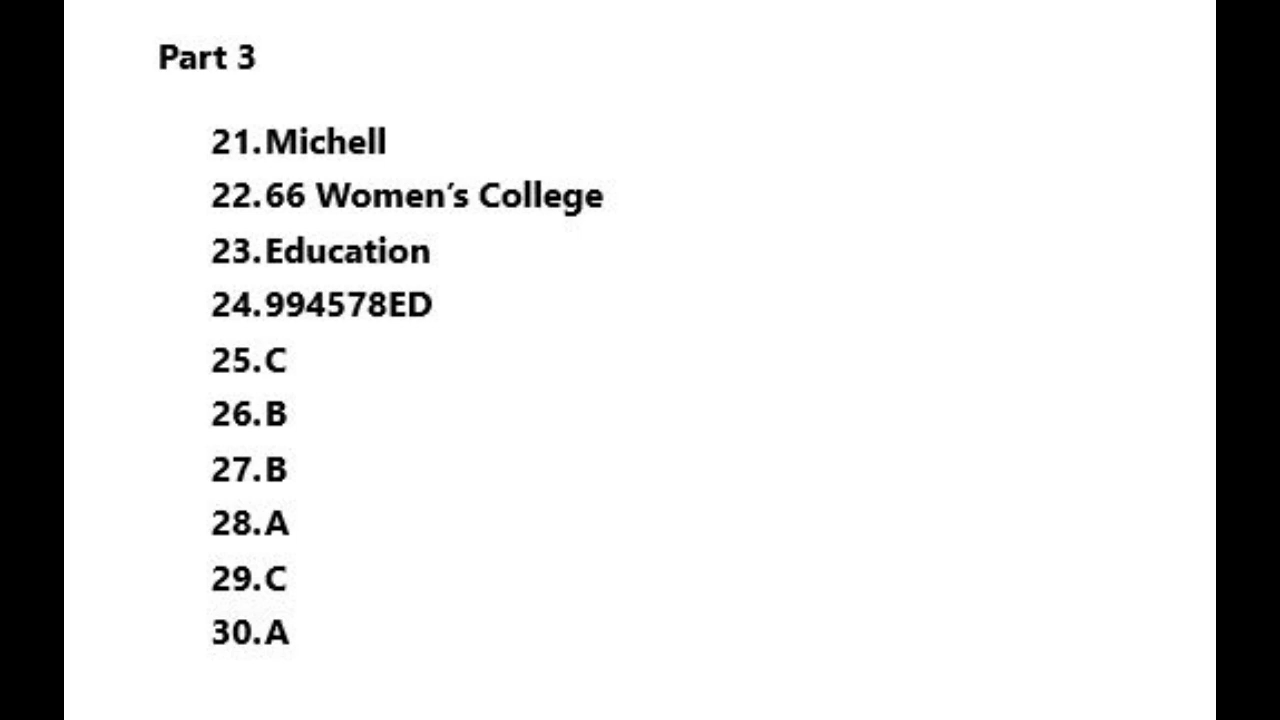 Part 3
21.Michell
22.66 Women's College
23.Education
24.994578ED
25.C
26.B
27.B
28.A
29.C
30.A